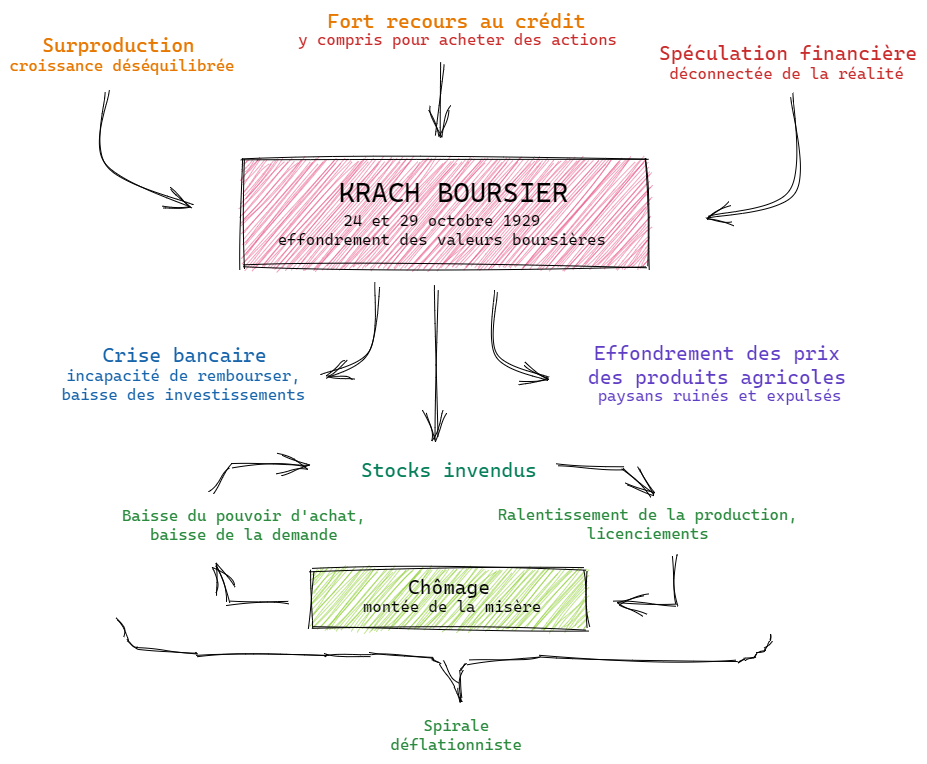 Surproduction
croissance déséquilibrée
Fort recours au crédit
y compris pour acheter des actions
Spéculation financière
déconnectée de la réalité
KRACH BOURSIER
24 et 29 octobre 1929
effondrement des valeurs boursières
Crise bancaire
incapacité de rembourser,
baisse des investissements
Effondrement des prix
des produits agricoles
paysans ruinés et expulsés
Stocks invendus
Baisse du pouvoir d'achat,
baisse de la demande
Ralentissement de la production,
licenciements
Chômage
montée de la misère
Spirale
déflationniste